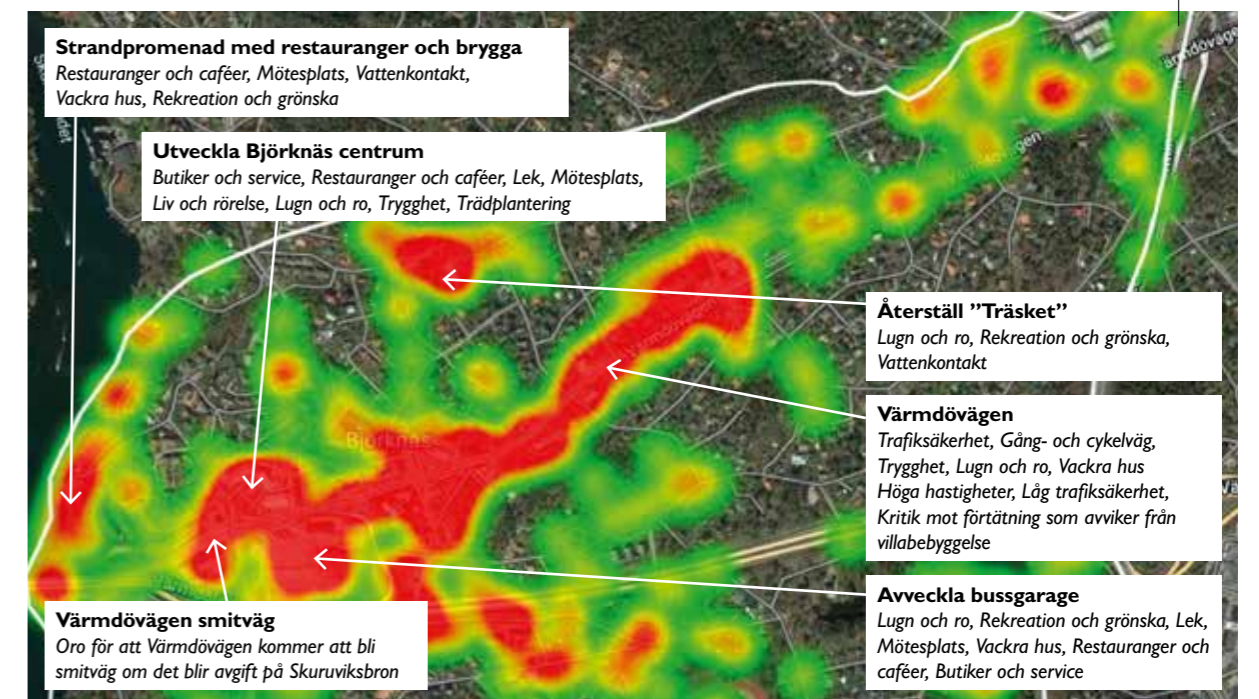 Strandpromenad med restauranger och brygga
Restauranger och caféer, Mötesplats, Vattenkontakt,
Vackra hus, Rekreation och grönska
Utveckla Björknäs centrum
Butiker och service, Restauranger och caféer, Lek, Mötesplats,
Liv och rörelse, Lugn och ro, Trygghet, Trädplantering
Återställ ”Träsket”
Lugn och ro, Rekreation och grönska,
Vattenkontakt
Värmdövägen
Trafiksäkerhet, Gång- och cykelväg,
Trygghet, Lugn och ro, Vackra hus
Höga hastigheter, Låg trafiksäkerhet,
Kritik mot förtätning som avviker från
villabebyggelse
Björknäs
Avveckla bussgarage
Lugn och ro, Rekreation och grönska, Lek,
Mötesplats, Vackra hus, Restauranger och
caféer, Butiker och service
Värmdövägen smitväg
Oro för att Värmdövägen kommer att bli
smitväg om det blir avgift på Skuruviksbron